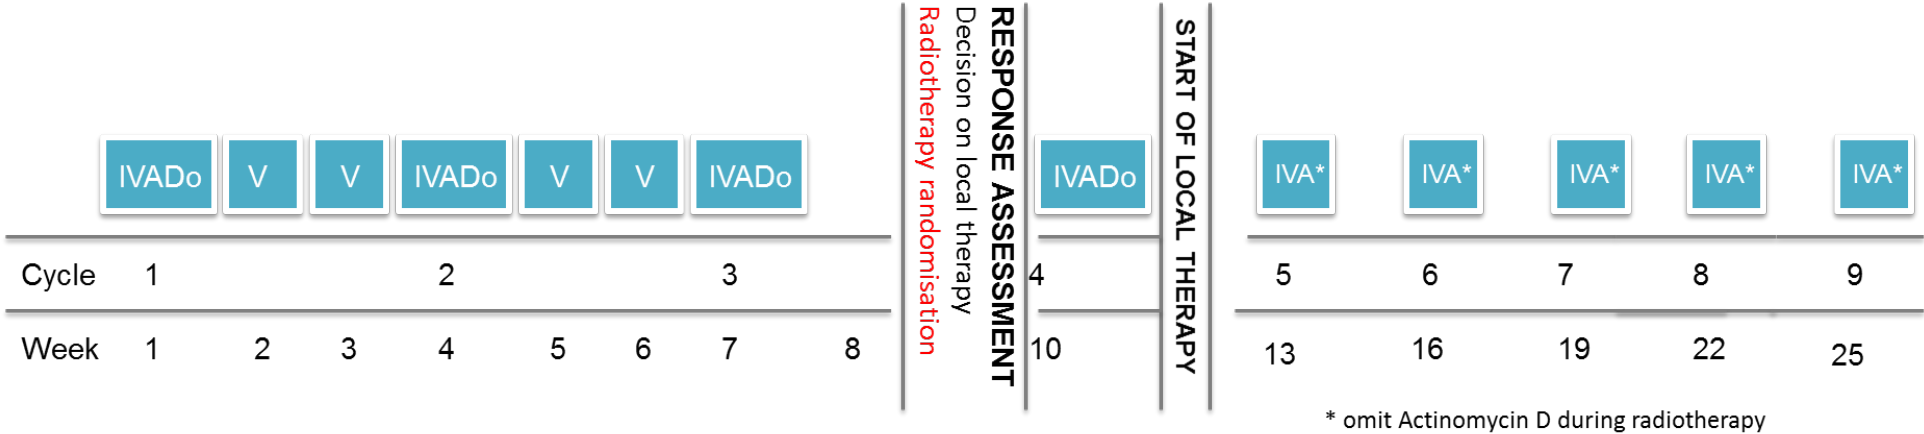 IVADo V V IVADo V V IVADo
Radiotherapy randomisation
Decision on local therapy
RESPONSE ASSESSMENT
IVADo
START OF LOCAL THERAPY
IVA* IVA* IVA* IVA* IVA*
Cycle 1 2 3 4 5 6 7 8 9
Week 1 2 3 4 5 6 7 8 10 13 16 19 22 25
* omit Actinomycin D during radiotherapy